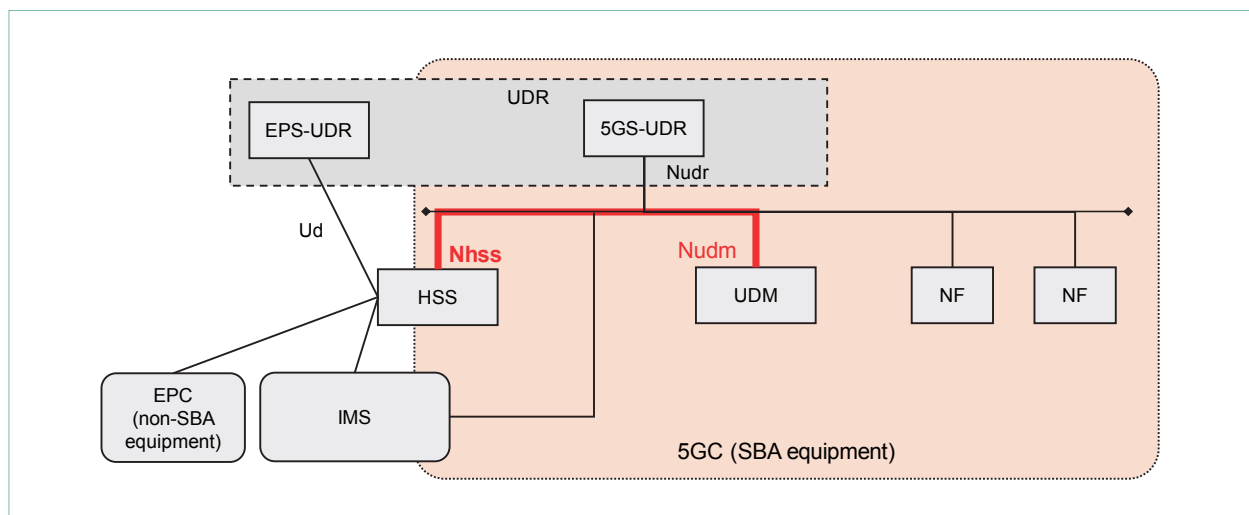 UDR
EPS-UDR
5GS-UDR
Nudr
Ud
Nhss
Nudm
HSS
UDM
NF
NF
EPC
(non-SBA
equipment)
IMS
5GC (SBA equipment)